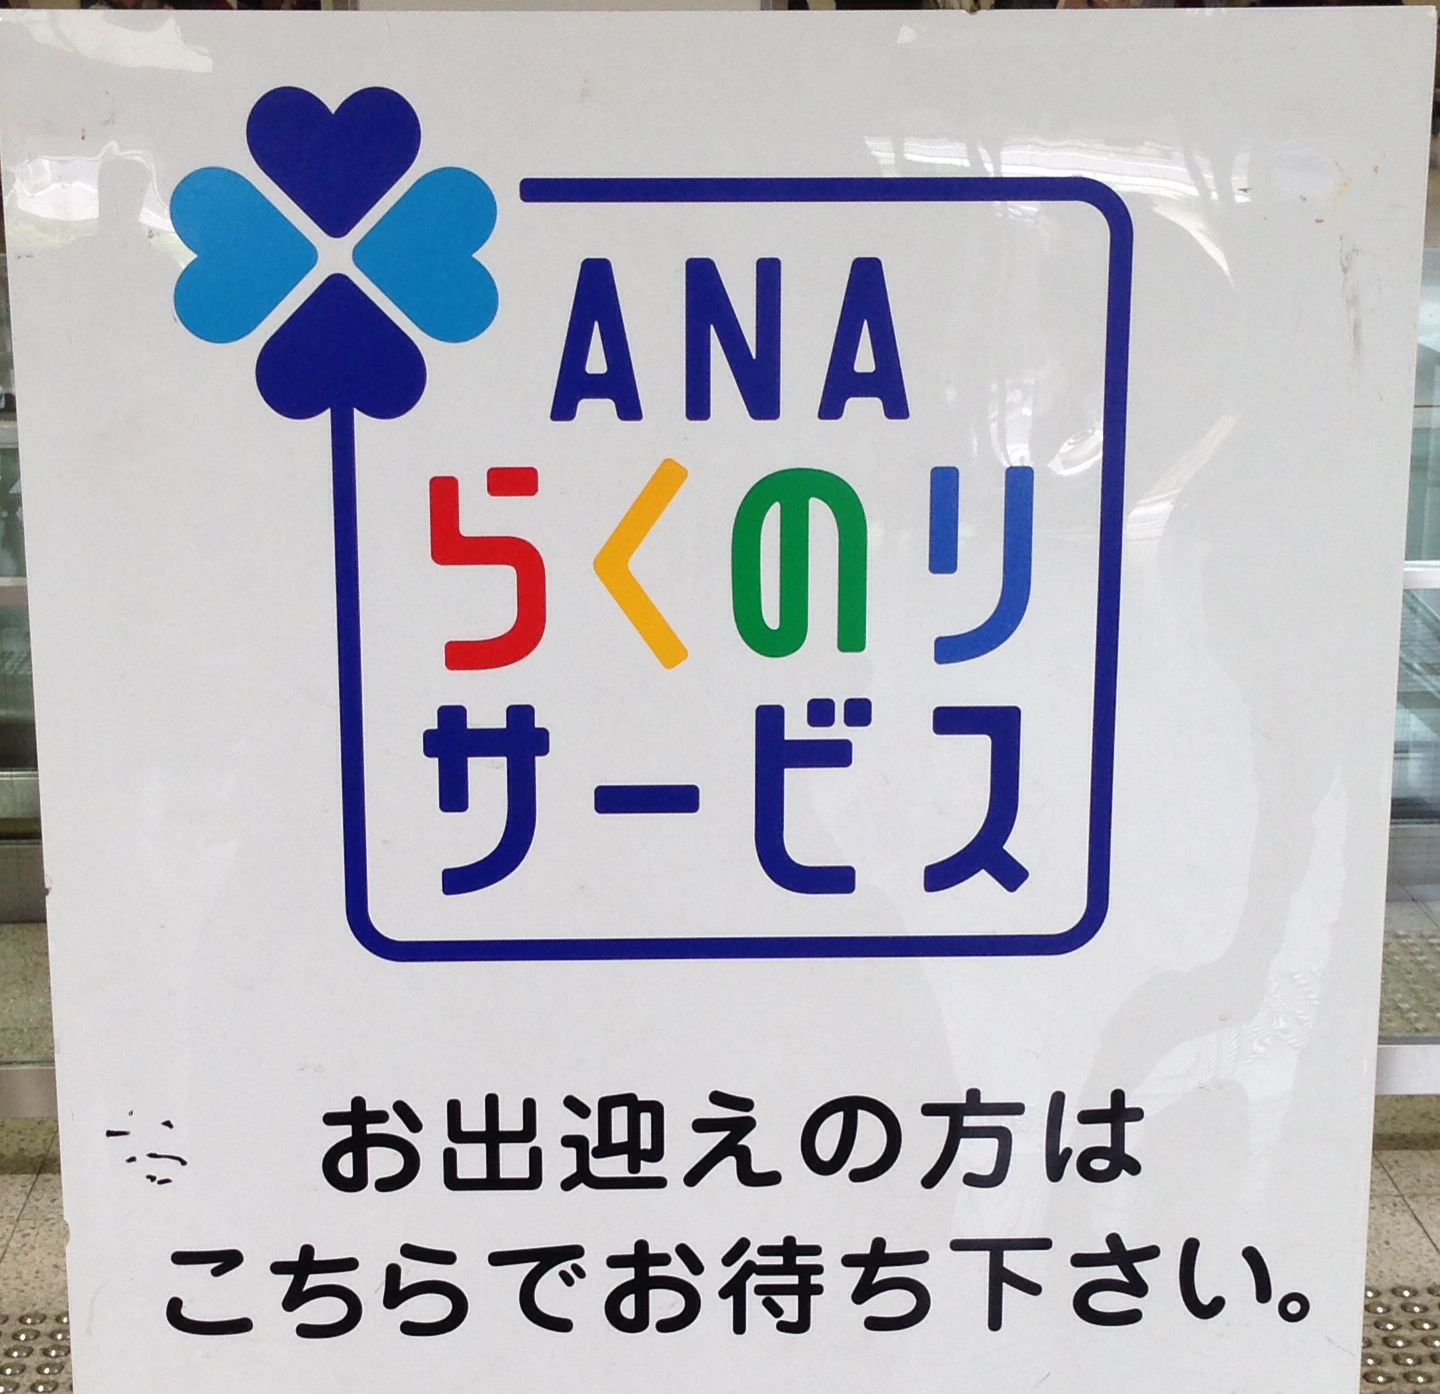 ANA
らくのり
サービス
お出迎えの方は
こちらでお待ち下さい。